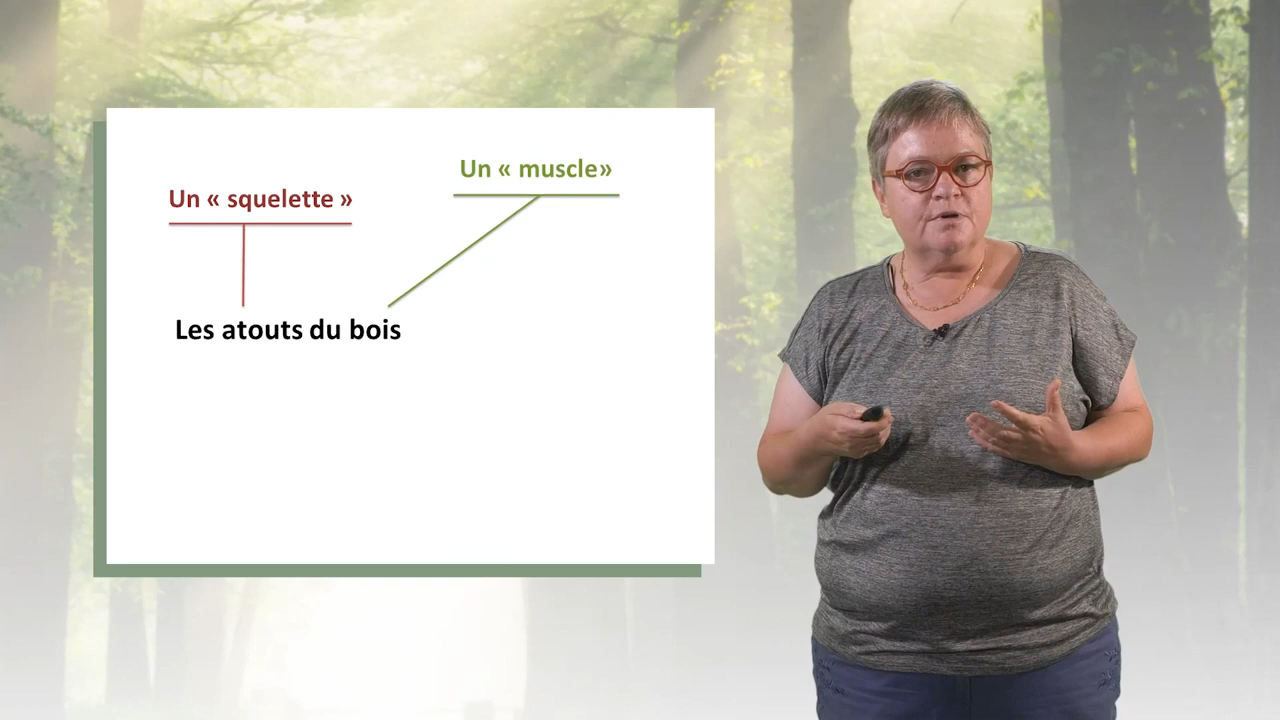 Un « muscle»
Un « squelette »
Les atouts du bois